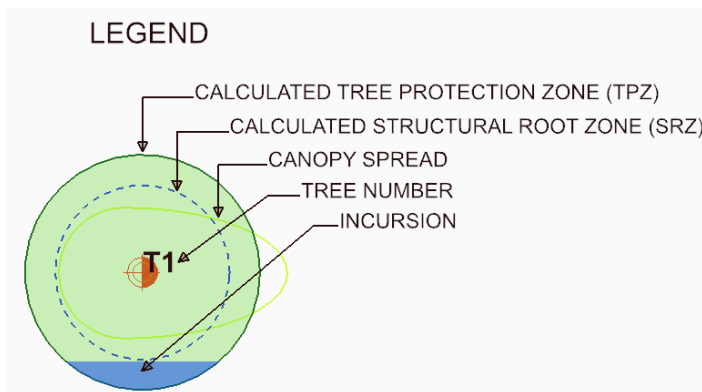 LEGEND
CALCULATED TREE PROTECTION ZONE (TPZ)
CALCULATED STRUCTURAL ROOT ZONE (SRZ)
CANOPY SPREAD
TREE NUMBER
INCURSION
T1